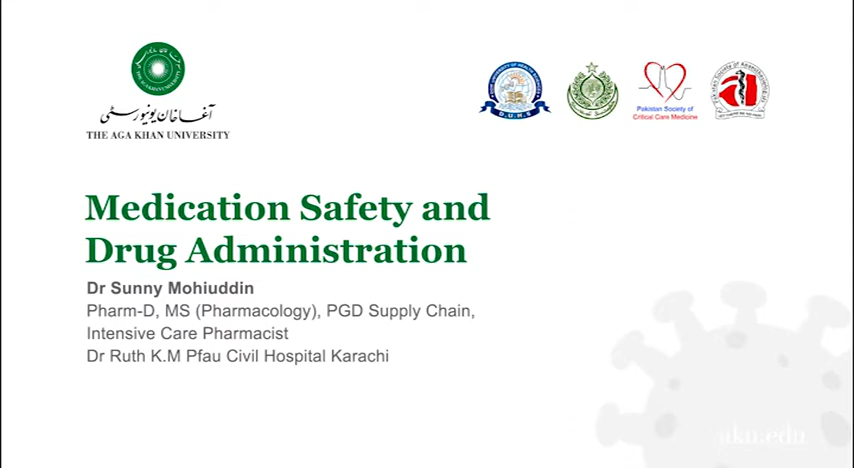 آغا خان یونیورسٹی
THE AGA KHAN UNIVERSITY
D.U.H.S
Pakistan Society of
Critical Care Medicine
Medication Safety and
Drug Administration
Dr Sunny Mohiuddin
Pharm-D, MS (Pharmacology), PGD Supply Chain,
Intensive Care Pharmacist
Dr Ruth K.M Pfau Civil Hospital Karachi
aku.edu